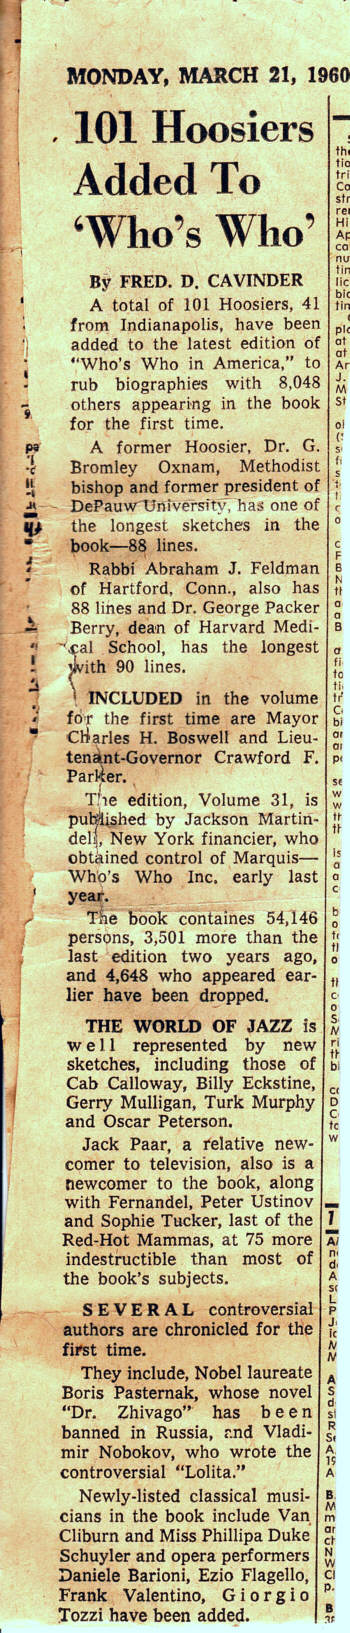 MONDAY, MARCH 21, 1960
101 Hoosiers
Added To
‘Who’s Who’
By FRED. D. CAVINDER
A total of 101 Hoosiers, 41
from Indianapolis, have been
added to the latest edition of
“Who’s Who in America,” to
rub biographies with 8,048
others appearing in the book
for the first time.
A former Hoosier, Dr. G.
Bromley Oxnam, Methodist
bishop and former president of
DePauw University, has one of
the longest sketches in the
book—88 lines.
Rabbi Abraham J. Feldman
of Hartford, Conn., also has
88 lines and Dr. George Packer
Berry, dean of Harvard Medi-
cal School, has the longest
with 90 lines.
INCLUDED in the volume
for the first time are Mayor
Charles H. Boswell and Lieu-
tenant-Governor Crawford F.
Parker.
The edition, Volume 31, is
published by Jackson Martin-
dell, New York financier, who
obtained control of Marquis—
Who’s Who Inc. early last
year.
The book containes 54,146
persons, 3,501 more than the
last edition two years ago,
and 4,648 who appeared ear-
lier have been dropped.
THE WORLD OF JAZZ is
well represented by new
sketches, including those of
Cab Calloway, Billy Eckstine,
Gerry Mulligan, Turk Murphy
and Oscar Peterson.
Jack Paar, a relative new-
comer to television, also is a
newcomer to the book, along
with Fernandel, Peter Ustinov
and Sophie Tucker, last of the
Red-Hot Mammas, at 75 more
indestructible than most of
the book’s subjects.
SEVERAL controversial
authors are chronicled for the
first time.
They include, Nobel laureate
Boris Pasternak, whose novel
“Dr. Zhivago” has been
banned in Russia, and Vladi-
mir Nobokov, who wrote the
controversial “Lolita.”
Newly-listed classical musi-
cians in the book include Van
Cliburn and Miss Phillipa Duke
Schuyler and opera performers
Daniele Barioni, Ezio Flagello,
Frank Valentino, Giorgio
Tozzi have been added.